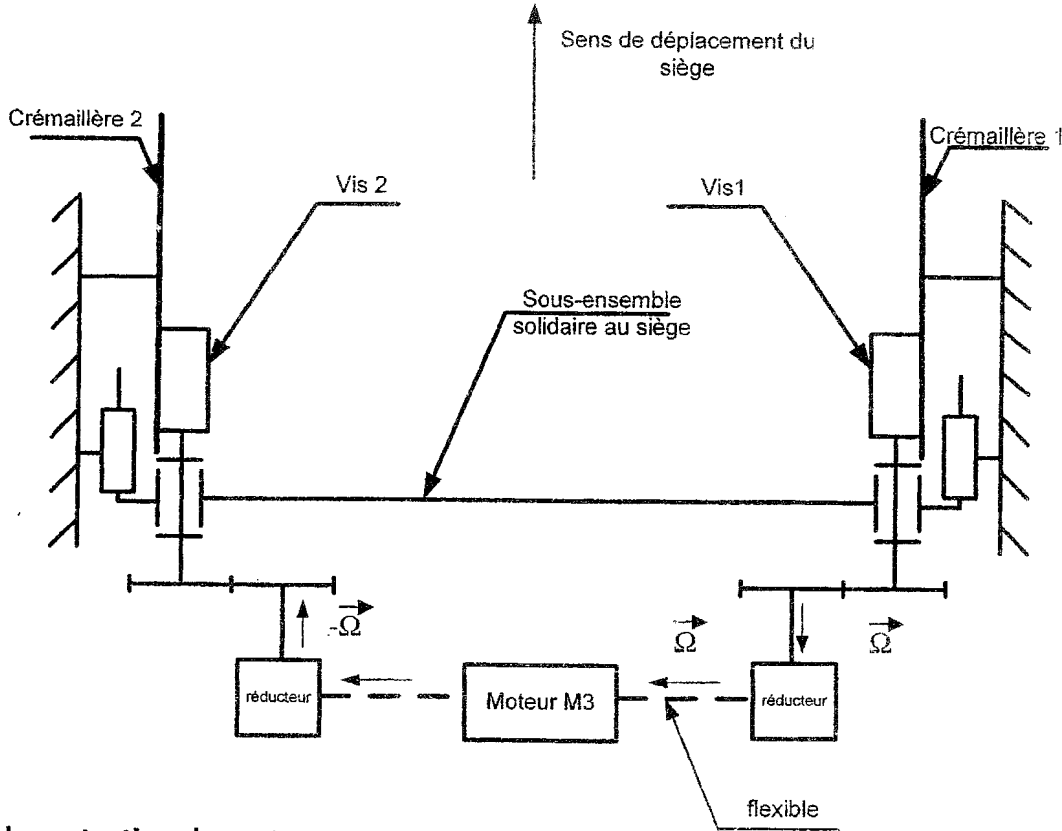 Sens de déplacement du
siège
Crémaillère 2
Crémaillère 1
Vis 2
Vis1
Sous-ensemble
solidaire au siège
-Ω
Ω
Ω
réducteur
Moteur M3
réducteur
flexible